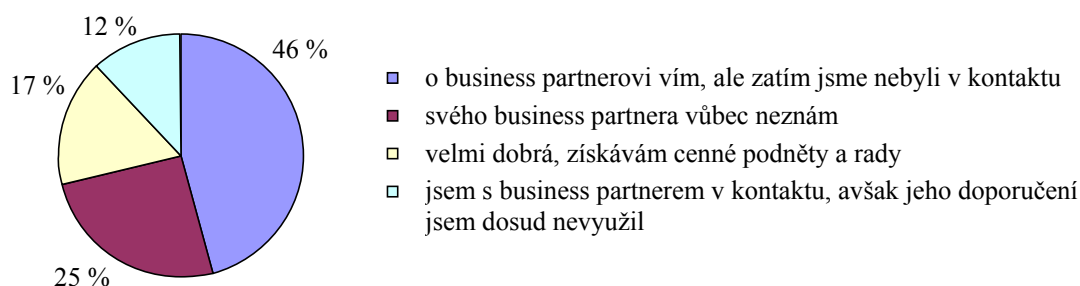 12 %
46 %
17 %
25 %
o business partnerovi vím, ale zatím jsme nebyli v kontaktu
svého business partnera vůbec neznám
velmi dobrá, získávám cenné podněty a rady
jsem s business partnerem v kontaktu, avšak jeho doporučení
jsem dosud nevyužil